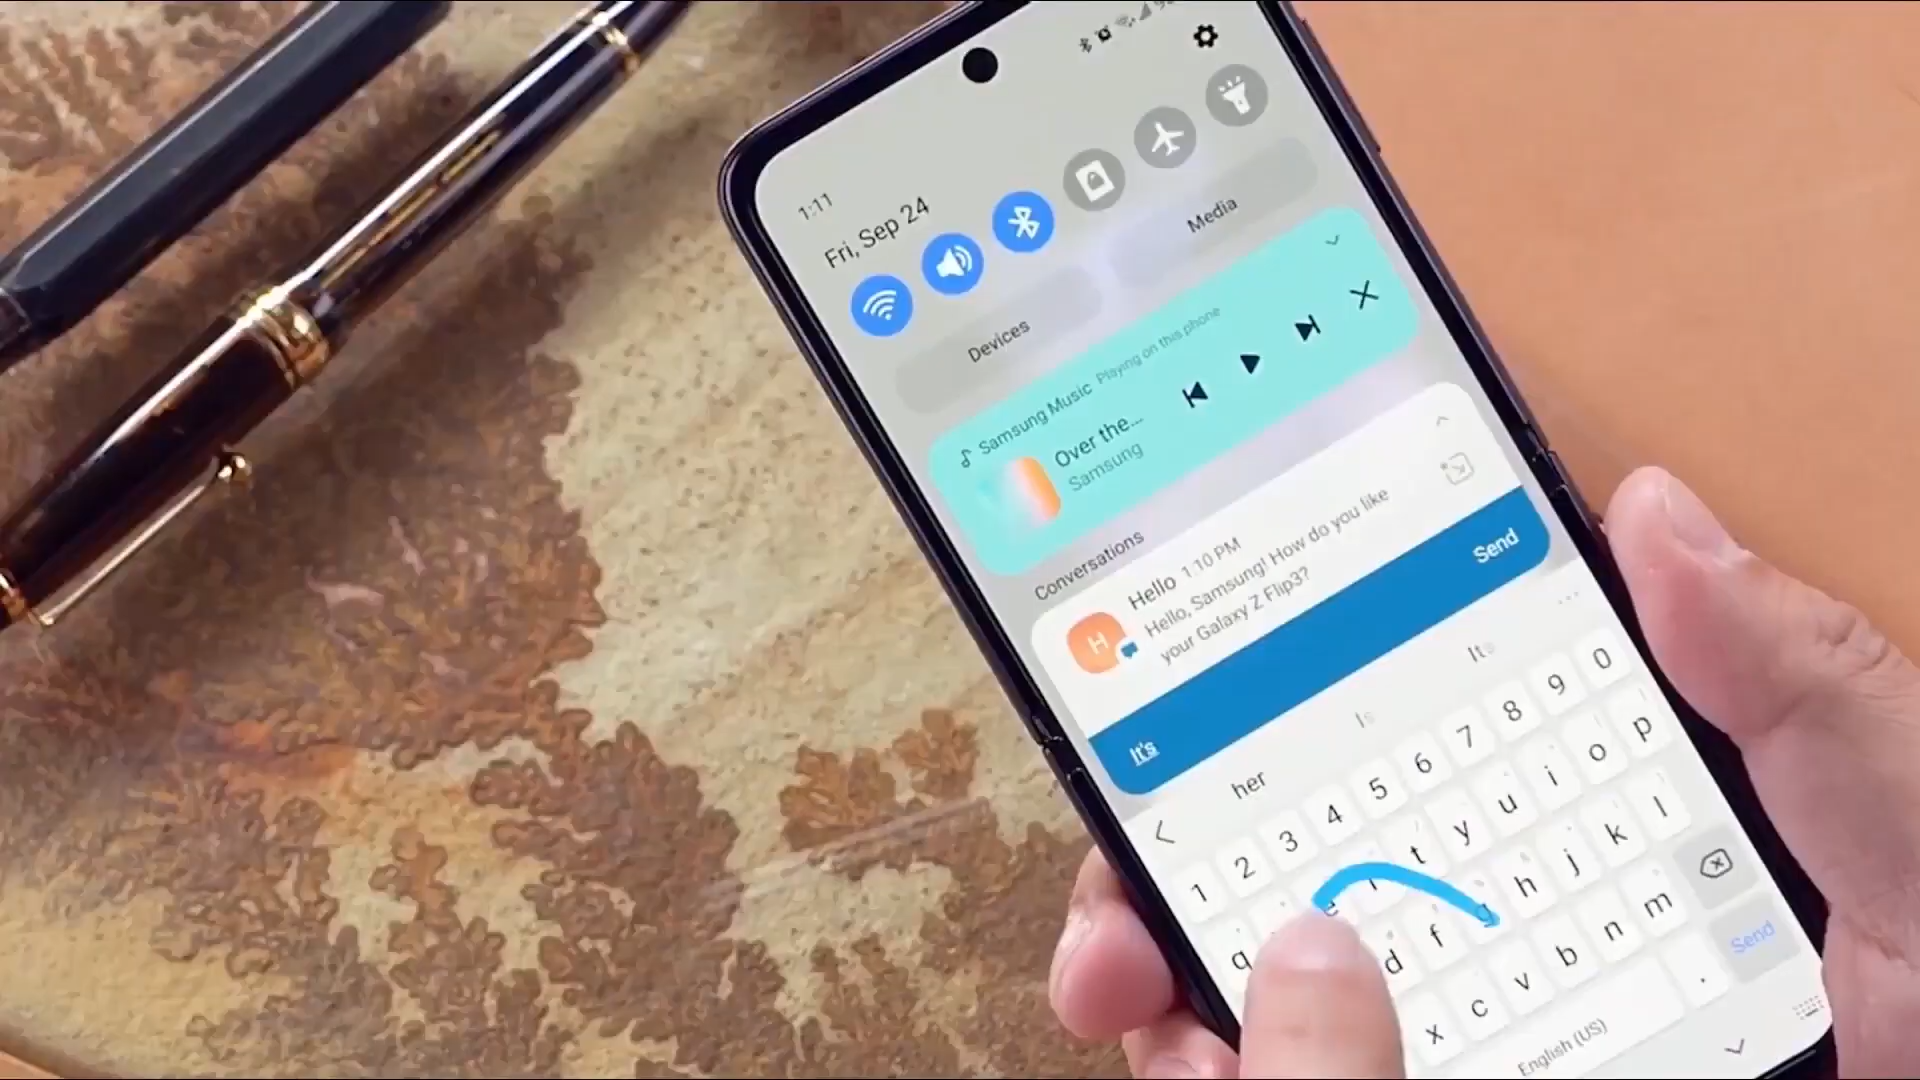 1:11
Fri, Sep 24
Devices
Media
Samsung Music Playing on this phone
Over the...
Samsung
Conversations
Hello 1:10 PM
H
Hello, Samsung! How do you like
your Galaxy Z Flip3?
It's
Send
her
Is
Its
1 2 3 4 5 6 7 8 9 0
q e t y u i o p
d f g h j k l
x c v b n m
English (US)
.
Send